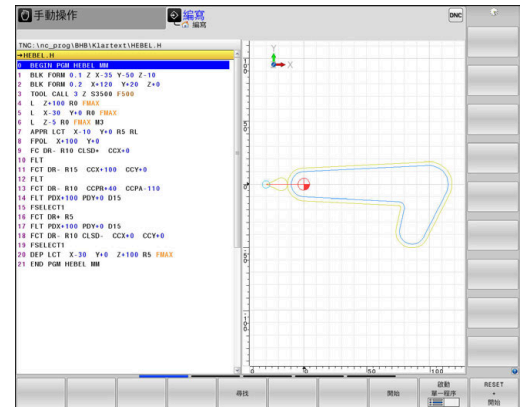 手動操作
編寫
編寫
DNC
TNC:\nc_prog\BHB\Klartext\HEBEL.H
→HEBEL.H
0 BEGIN PGM HEBEL MM
1 BLK FORM 0.1 Z X-35 Y-50 Z-10
2 BLK FORM 0.2 X+120 Y+20 Z+0
3 TOOL CALL 3 Z S3500 F500
4 L Z+100 R0 FMAX
5 L X-30 Y+0 R0 FMAX
6 L Z-5 R0 FMAX M3
7 APPR LCT X-10 Y+0 R5 RL
8 FPOL X+100 Y+0
9 FC DR- R10 CLSD+ CCX+0
10 FLT
11 FCT DR- R15 CCX+100 CCY+0
12 FLT
13 FCT DR- R10 CCPR+40 CCPA-110
14 FLT PDX+100 PDY+0 D15
15 FSELECT1
16 FCT DR+ R5
17 FLT PDX+100 PDY+0 D15
18 FCT DR- R10 CLSD- CCX+0 CCY+0
19 FSELECT1
20 DEP LCT X-30 Y+0 Z+100 R5 FMAX
21 END PGM HEBEL MM
Y
X
50
0
-50
-100
0
50
100
尋找
開始
啟動
單一程序
RESET
+
開始